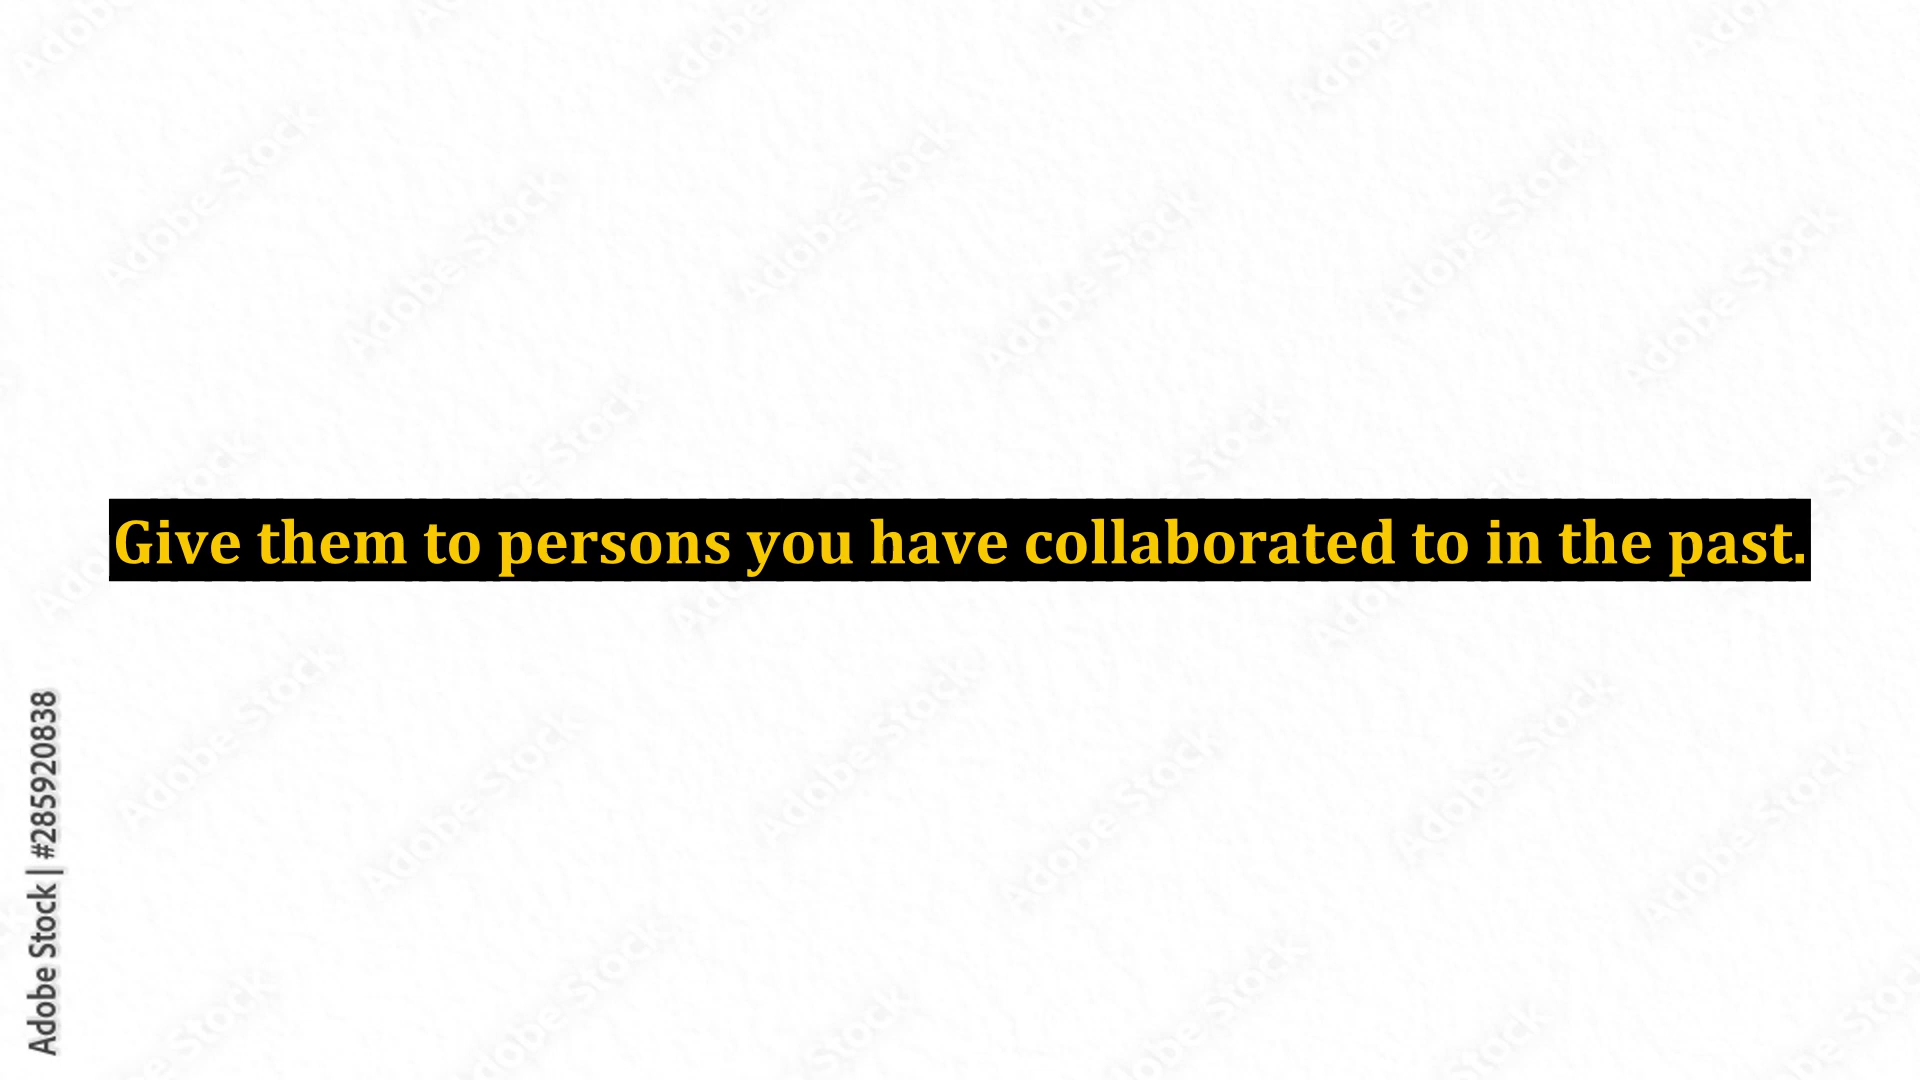 Give them to persons you have collaborated to in the past.
Adobe Stock | #285920838